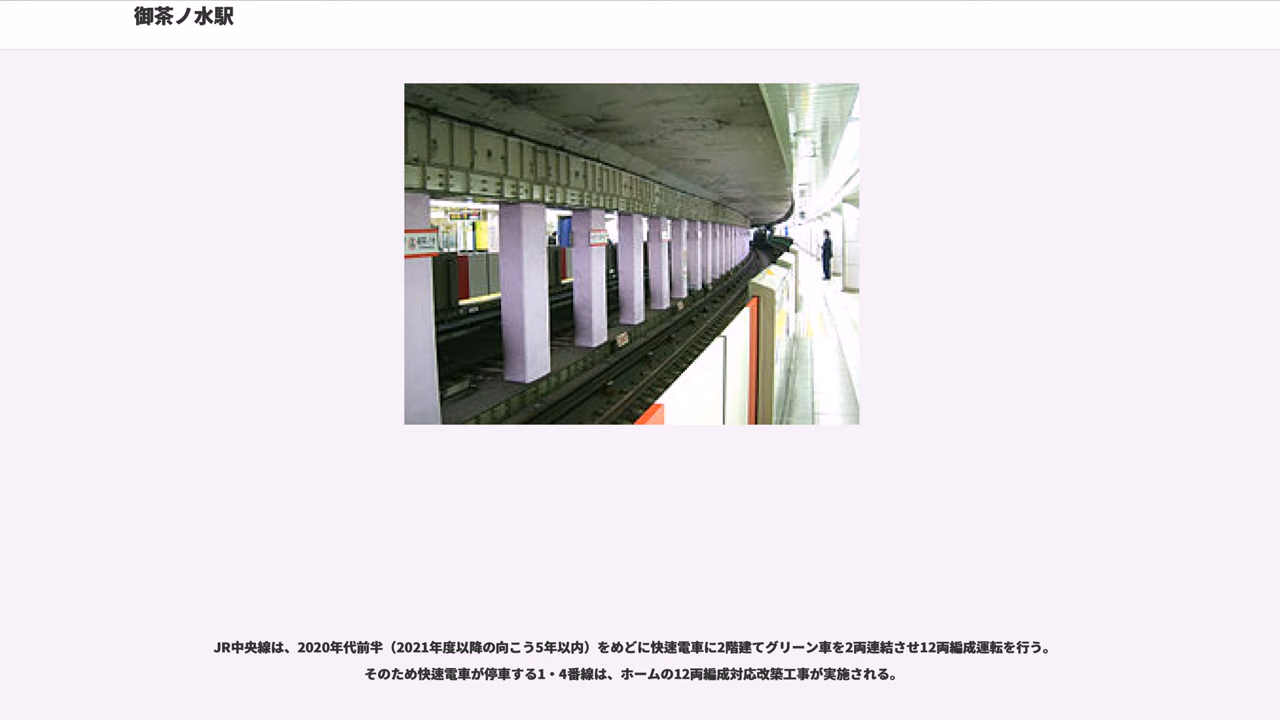 御茶ノ水駅
JR中央線は、2020年代前半（2021年度以降の向こう5年以内）をめどに快速電車に2階建てグリーン車を2両連結させ12両編成運転を行う。
そのため快速電車が停車する1・4番線は、ホームの12両編成対応改築工事が実施される。